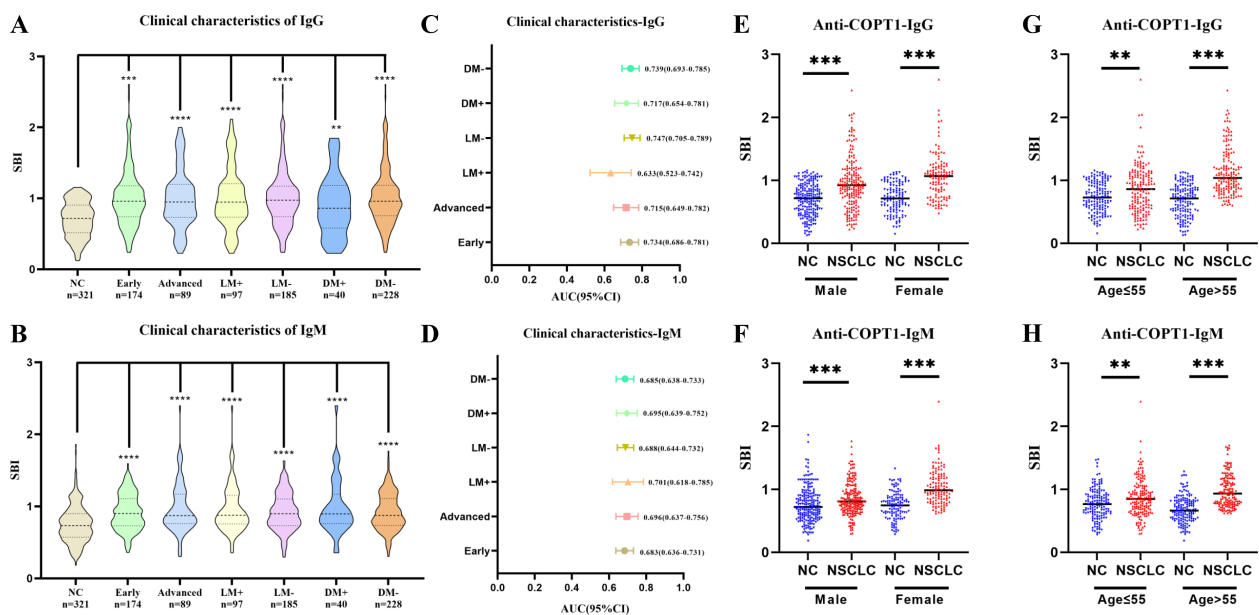 A
Clinical characteristics of IgG
SBI
3
2
1
0
***
****
****
****
**
****
NC
n=321
Early
n=174
Advanced
n=89
LM+
n=97
LM-
n=185
DM+
n=40
DM-
n=228
C
Clinical characteristics-IgG
DM-
0.739(0.693-0.785)
DM+
0.717(0.654-0.781)
LM-
0.747(0.705-0.789)
LM+
0.633(0.523-0.742)
Advanced
0.715(0.649-0.782)
Early
0.734(0.686-0.781)
0.0 0.2 0.4 0.6 0.8 1.0
AUC(95%CI)
E
Anti-COPT1-IgG
SBI
3
2
1
0
***
***
NC NSCLC NC NSCLC
Male Female
G
Anti-COPT1-IgG
SBI
3
2
1
0
**
***
NC NSCLC NC NSCLC
Age≤55 Age>55
B
Clinical characteristics of IgM
SBI
3
2
1
0
****
****
****
****
****
****
NC
n=321
Early
n=174
Advanced
n=89
LM+
n=97
LM-
n=185
DM+
n=40
DM-
n=228
D
Clinical characteristics-IgM
DM-
0.685(0.638-0.733)
DM+
0.695(0.639-0.752)
LM-
0.688(0.644-0.732)
LM+
0.701(0.618-0.785)
Advanced
0.696(0.637-0.756)
Early
0.683(0.636-0.731)
0.0 0.2 0.4 0.6 0.8 1.0
AUC(95%CI)
F
Anti-COPT1-IgM
SBI
3
2
1
0
***
***
NC NSCLC NC NSCLC
Male Female
H
Anti-COPT1-IgM
SBI
3
2
1
0
**
***
NC NSCLC NC NSCLC
Age≤55 Age>55